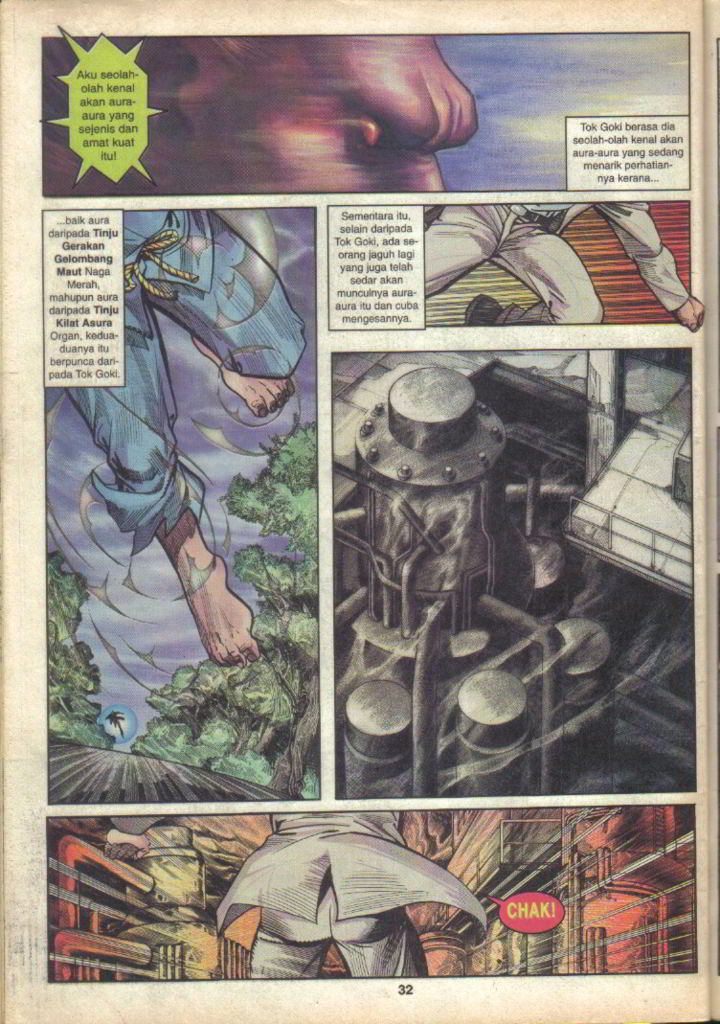 Aku seolah-
olah kenal
akan aura-
aura yang
sejenis dan
amat kuat
itu!
Tok Goki berasa dia
seolah-olah kenal akan
aura-aura yang sedang
menarik perhatian-
nya kerana...
...baik aura
daripada Tinju
Gerakan
Gelombang
Maut Naga
Merah,
mahupun aura
daripada Tinju
Kilat Asura
Organ, kedua-
duanya itu
berpunca dari-
pada Tok Goki.
Sementara itu,
selain daripada
Tok Goki, ada se-
orang jaguh lagi
yang juga telah
sedar akan
munculnya aura-
aura itu dan cuba
mengesannya.
CHAK!
32